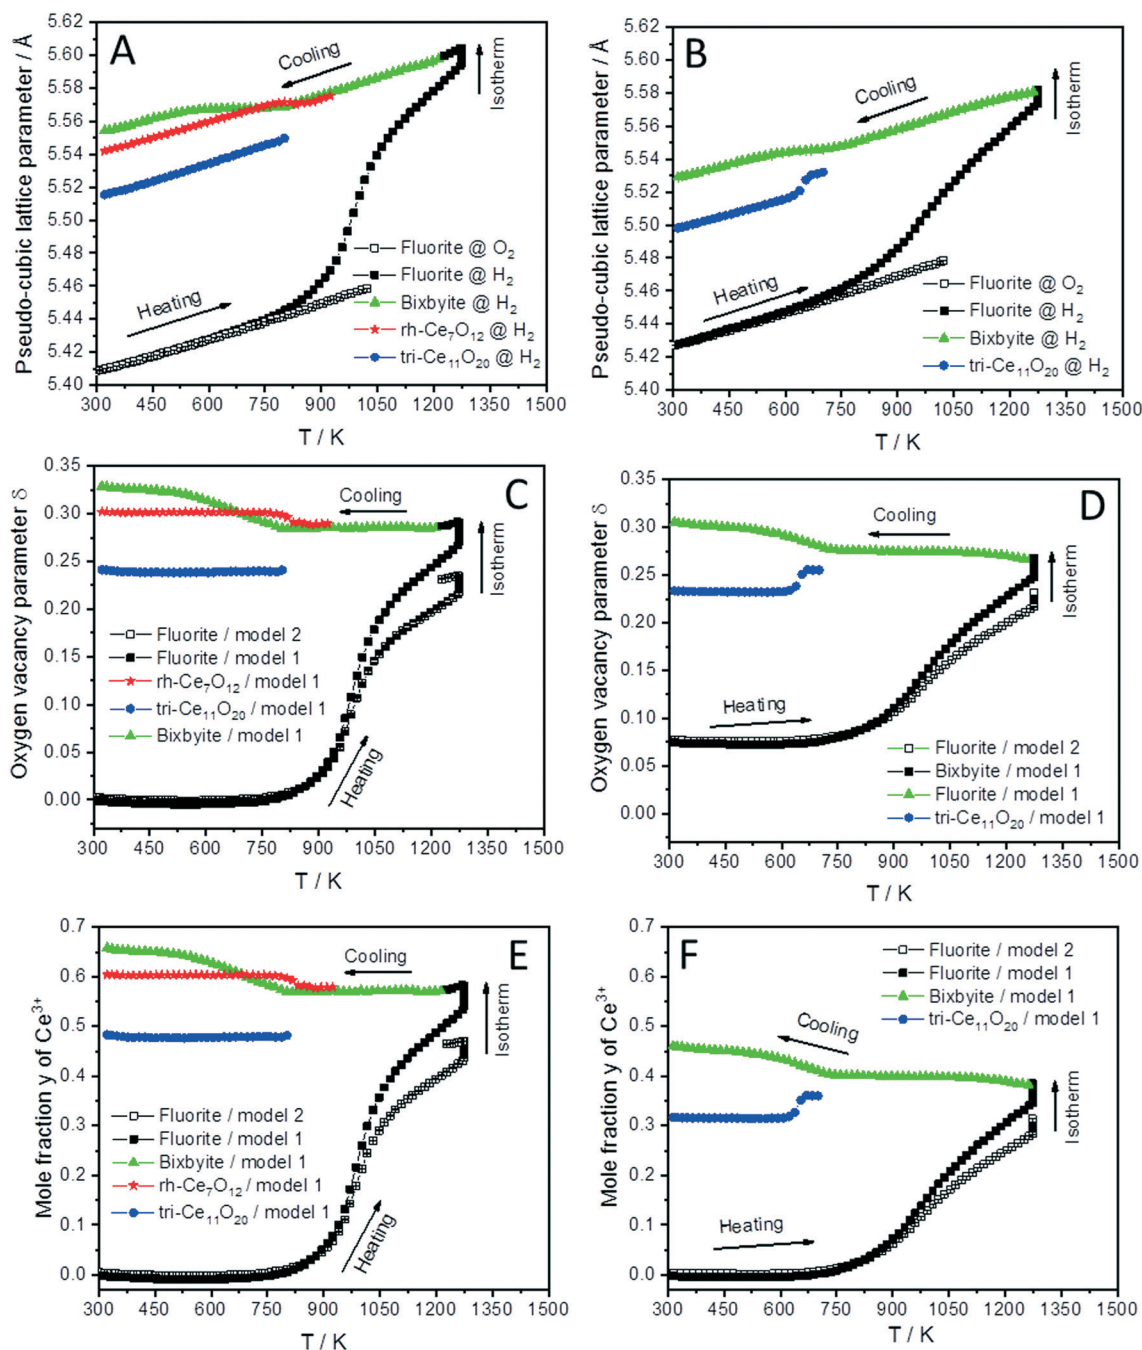 A
5.62
5.60
5.58
5.56
5.54
5.52
5.50
5.48
5.46
5.44
5.42
5.40
Pseudo-cubic lattice parameter / Å
Cooling
Isotherm
Heating
Fluorite @ O₂
Fluorite @ H₂
Bixbyite @ H₂
rh-Ce₇O₁₂ @ H₂
tri-Ce₁₁O₂₀ @ H₂
300 450 600 750 900 1050 1200 1350 1500
T / K
B
5.62
5.60
5.58
5.56
5.54
5.52
5.50
5.48
5.46
5.44
5.42
5.40
Pseudo-cubic lattice parameter / Å
Cooling
Isotherm
Heating
Fluorite @ O₂
Fluorite @ H₂
Bixbyite @ H₂
tri-Ce₁₁O₂₀ @ H₂
300 450 600 750 900 1050 1200 1350 1500
T / K
C
0.35
0.30
0.25
0.20
0.15
0.10
0.05
0.00
Oxygen vacancy parameter δ
Cooling
Isotherm
Heating
Fluorite / model 2
Fluorite / model 1
rh-Ce₇O₁₂ / model 1
tri-Ce₁₁O₂₀ / model 1
Bixbyite / model 1
300 450 600 750 900 1050 1200 1350 1500
T / K
D
0.35
0.30
0.25
0.20
0.15
0.10
0.05
0.00
Oxygen vacancy parameter δ
Cooling
Isotherm
Heating
Fluorite / model 2
Bixbyite / model 1
Fluorite / model 1
tri-Ce₁₁O₂₀ / model 1
300 450 600 750 900 1050 1200 1350 1500
T / K
E
0.7
0.6
0.5
0.4
0.3
0.2
0.1
0.0
Mole fraction y of Ce³⁺
Cooling
Isotherm
Heating
Fluorite / model 2
Fluorite / model 1
Bixbyite / model 1
rh-Ce₇O₁₂ / model 1
tri-Ce₁₁O₂₀ / model 1
300 450 600 750 900 1050 1200 1350 1500
T / K
F
0.7
0.6
0.5
0.4
0.3
0.2
0.1
0.0
Mole fraction y of Ce³⁺
Fluorite / model 2
Fluorite / model 1
Bixbyite / model 1
tri-Ce₁₁O₂₀ / model 1
Cooling
Isotherm
Heating
300 450 600 750 900 1050 1200 1350 1500
T / K